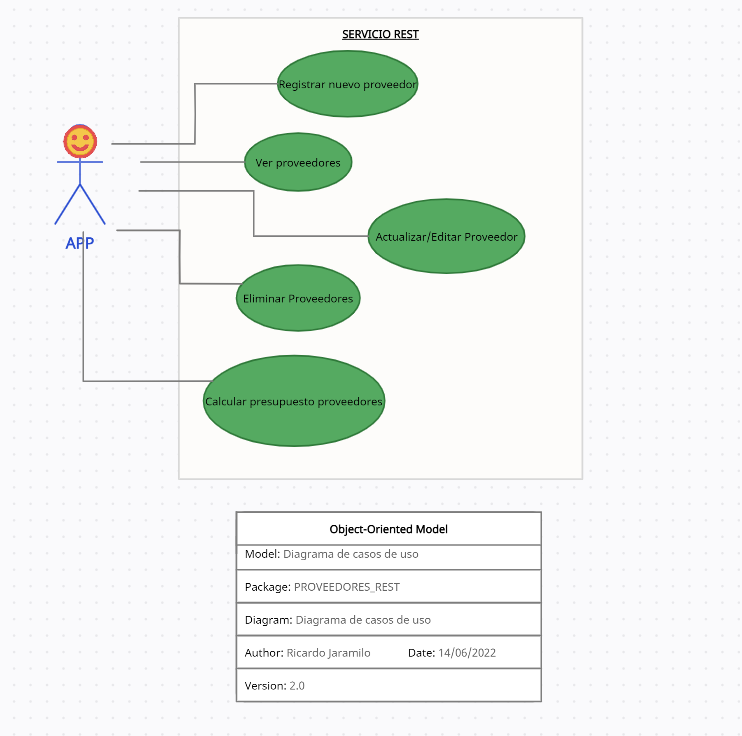 SERVICIO REST
Registrar nuevo proveedor
Ver proveedores
Actualizar/Editar Proveedor
APP
Eliminar Proveedores
Calcular presupuesto proveedores
Object-Oriented Model
Model: Diagrama de casos de uso
Package: PROVEEDORES_REST
Diagram: Diagrama de casos de uso
Author: Ricardo Jaramilo Date: 14/06/2022
Version: 2.0